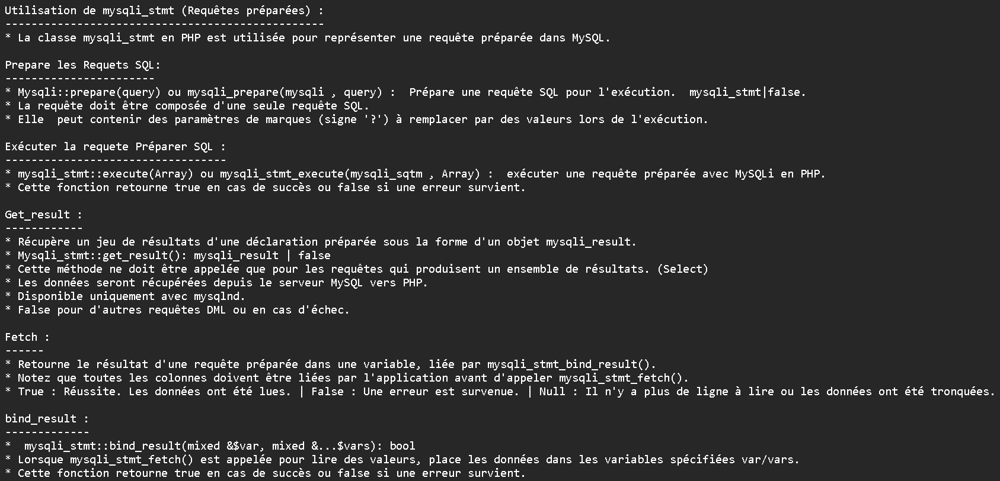 Utilisation de mysqli_stmt (Requêtes préparées) :
-------------------------------------------------
* La classe mysqli_stmt en PHP est utilisée pour représenter une requête préparée dans MySQL.
Prepare les Requets SQL:
-----------------------
* Mysqli::prepare(query) ou mysqli_prepare(mysqli , query) :  Prépare une requête SQL pour l'exécution.  mysqli_stmt|false.
* La requête doit être composée d'une seule requête SQL.
* Elle  peut contenir des paramètres de marques (signe '?') à remplacer par des valeurs lors de l'exécution.
Exécuter la requete Préparer SQL :
----------------------------------
* mysqli_stmt::execute(Array) ou mysqli_stmt_execute(mysqli_sqtm , Array) :  exécuter une requête préparée avec MySQLi en PHP.
* Cette fonction retourne true en cas de succès ou false si une erreur survient.
Get_result :
------------
* Récupère un jeu de résultats d'une déclaration préparée sous la forme d'un objet mysqli_result.
* Mysqli_stmt::get_result(): mysqli_result | false
* Cette méthode ne doit être appelée que pour les requêtes qui produisent un ensemble de résultats. (Select)
* Les données seront récupérées depuis le serveur MySQL vers PHP.
* Disponible uniquement avec mysqlnd.
* False pour d'autres requêtes DML ou en cas d'échec.
Fetch :
------
* Retourne le résultat d'une requête préparée dans une variable, liée par mysqli_stmt_bind_result().
* Notez que toutes les colonnes doivent être liées par l'application avant d'appeler mysqli_stmt_fetch().
* True : Réussite. Les données ont été lues. | False : Une erreur est survenue. | Null : Il n'y a plus de ligne à lire ou les données ont été tronquées.
bind_result :
-------------
*  mysqli_stmt::bind_result(mixed &$var, mixed &...$vars): bool
* Lorsque mysqli_stmt_fetch() est appelée pour lire des valeurs, place les données dans les variables spécifiées var/vars.
* Cette fonction retourne true en cas de succès ou false si une erreur survient.